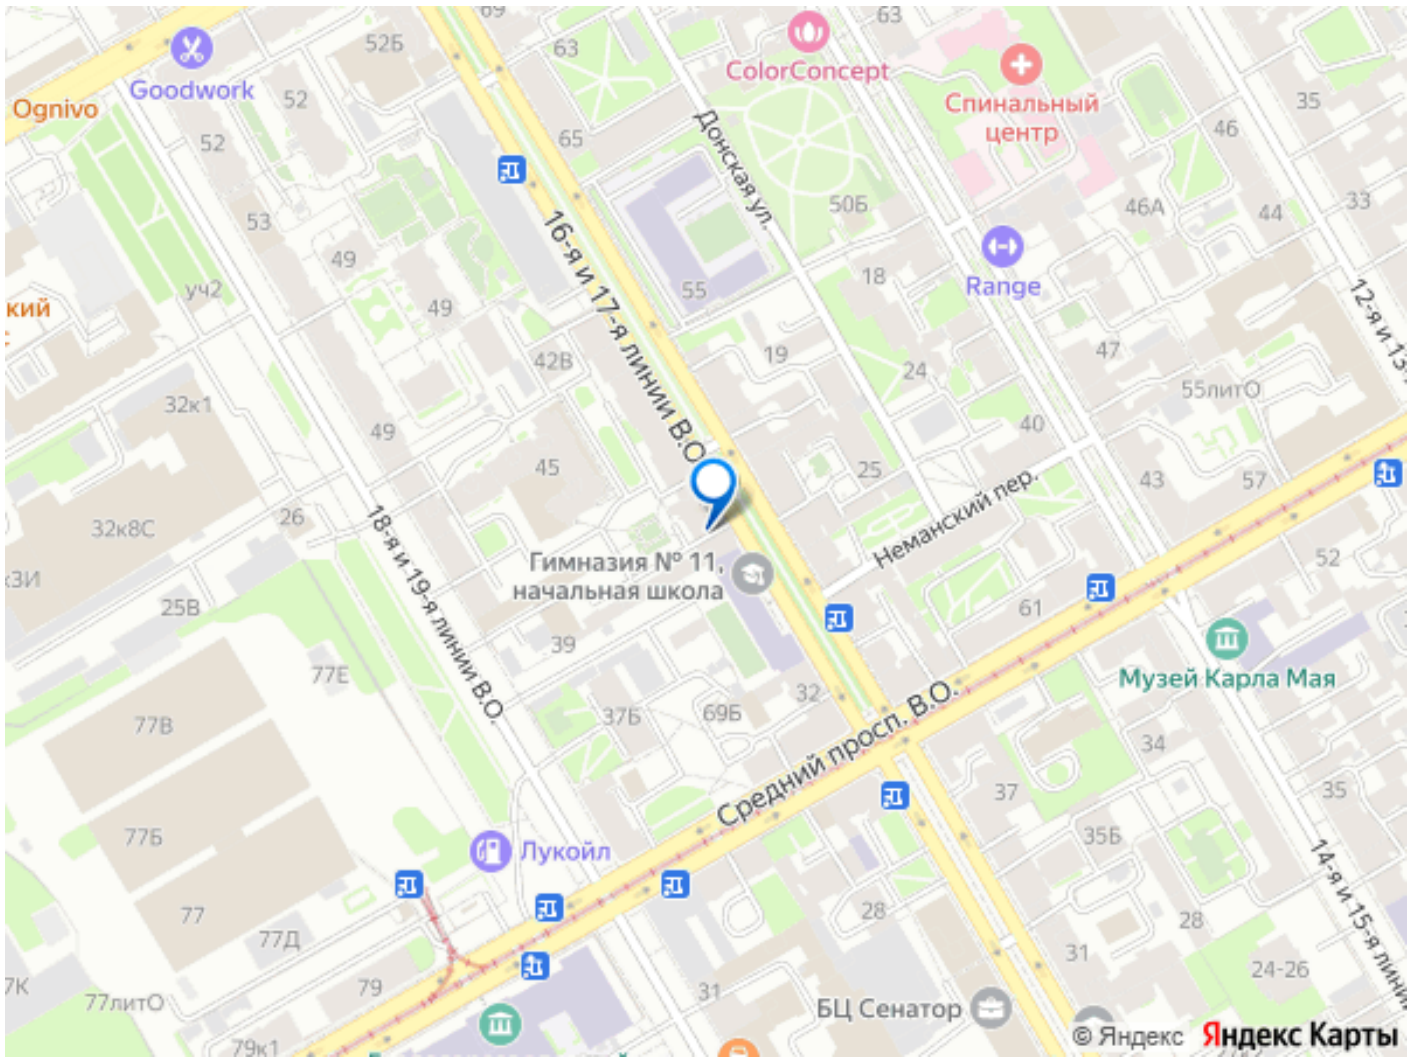 69
63
63
52Б
Goodwork
Ognivo
52
52
53
65
ColorConcept
Спинальный
центр
35
46
46А
44
33
Донская ул.
50Б
18
Range
55
16-я и 17-я линии В.О.
49
49
уч2
кий
42В
19
24
47
12-я и 13-
55литО
40
32к1
49
45
25
43
57
32к8С
26
18-я и 19-я линии В.О.
Неманский пер.
52
Гимназия № 11,
начальная школа
25В
39
61
77Е
Музей Карла Мая
32
77В
37Б
69Б
Средний просп. В.О.
34
37
35
35Б
77Б
Лукойл
14-я и 15-я линии
77
28
28
77Д
31
24-26
79
31
77литО
БЦ Сенатор
79к1
© Яндекс
Яндекс Карты